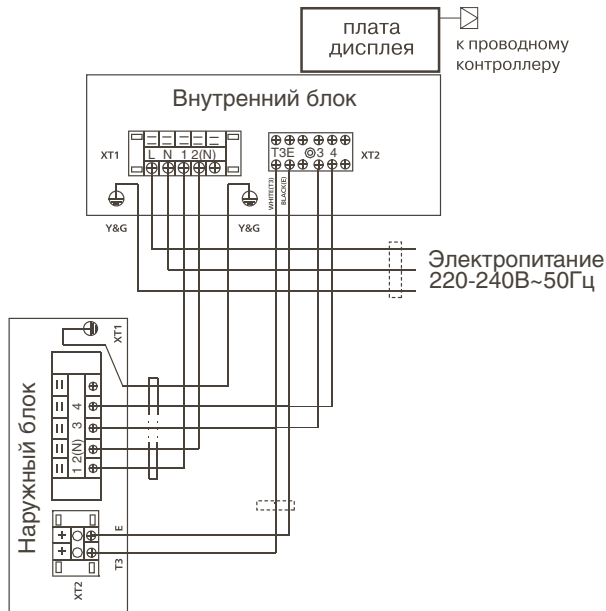 плата
дисплея
к проводному
контроллеру
Внутренний блок
XT1
L N 1 2(N)
T3E 3 4
XT2
WHITE(T3)
BLACK(E)
Y&G
Y&G
Электропитание
220-240В~50Гц
XT1
Наружный блок
1 2(N) 3 4
E
T3
XT2